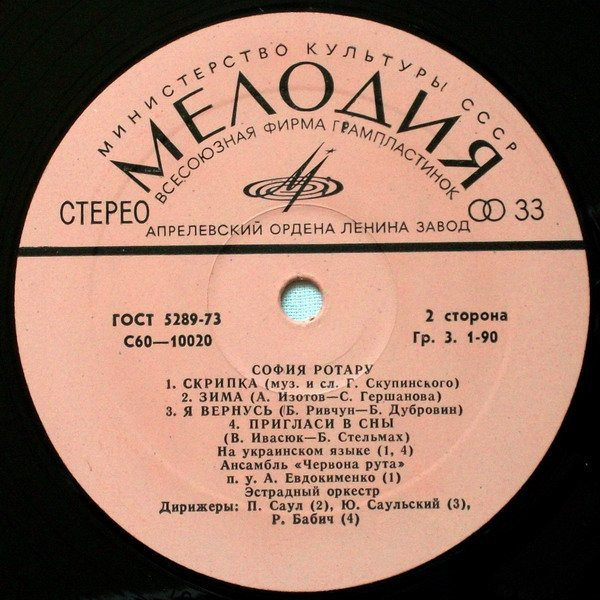 МИНИСТЕРСТВО КУЛЬТУРЫ СССР
МЕЛОДИЯ
ВСЕСОЮЗНАЯ ФИРМА ГРАМПЛАСТИНОК
СТЕРЕО
33
АПРЕЛЕВСКИЙ ОРДЕНА ЛЕНИНА ЗАВОД
ГОСТ 5289-73
2 сторона
С60—10020
Гр. 3. 1-90
СОФИЯ РОТАРУ
1. СКРИПКА (муз. и сл. Г. Скупинского)
2. ЗИМА (А. Изотов—С. Гершанова)
3. Я ВЕРНУСЬ (Б. Ривчун—Б. Дубровин)
4. ПРИГЛАСИ В СНЫ
(В. Ивасюк—Б. Стельмах)
На украинском языке (1, 4)
Ансамбль «Червона рута»
п. у. А. Евдокименко (1)
Эстрадный оркестр
Дирижеры: П. Саул (2), Ю. Саульский (3),
Р. Бабич (4)